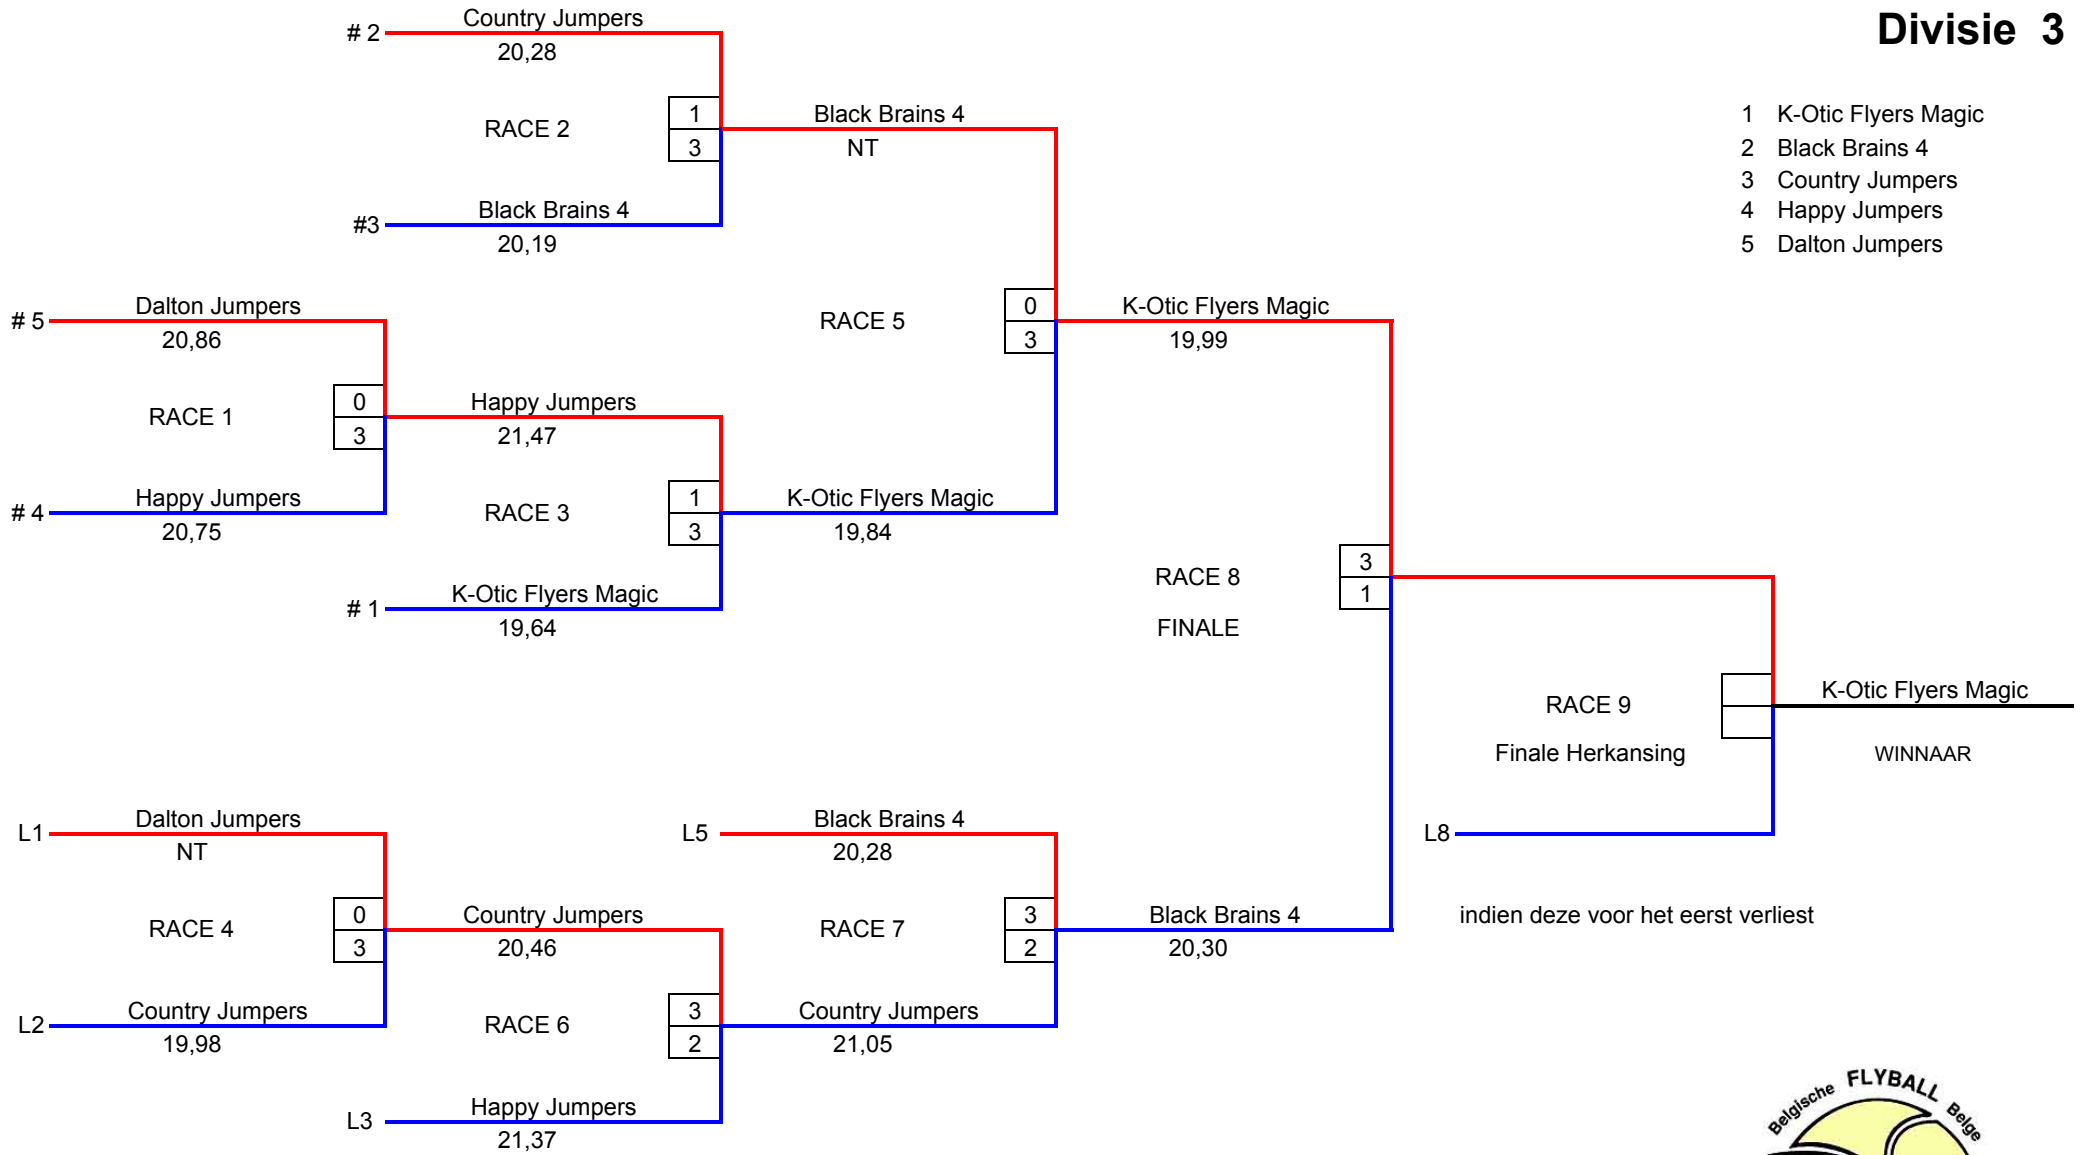 Divisie 3
1 K-Otic Flyers Magic
2 Black Brains 4
3 Country Jumpers
4 Happy Jumpers
5 Dalton Jumpers
# 2 Country Jumpers
20,28
RACE 2
1
3
#3 Black Brains 4
20,19
Black Brains 4
NT
# 5 Dalton Jumpers
20,86
RACE 1
0
3
# 4 Happy Jumpers
20,75
Happy Jumpers
21,47
RACE 3
1
3
# 1 K-Otic Flyers Magic
19,64
K-Otic Flyers Magic
19,84
RACE 5
0
3
K-Otic Flyers Magic
19,99
RACE 8
FINALE
3
1
RACE 9
Finale Herkansing
K-Otic Flyers Magic
WINNAAR
L8
indien deze voor het eerst verliest
L1 Dalton Jumpers
NT
RACE 4
0
3
L2 Country Jumpers
19,98
Country Jumpers
20,46
RACE 6
3
2
L3 Happy Jumpers
21,37
L5 Black Brains 4
20,28
RACE 7
3
2
Country Jumpers
21,05
Black Brains 4
20,30
Belgische FLYBALL Belge